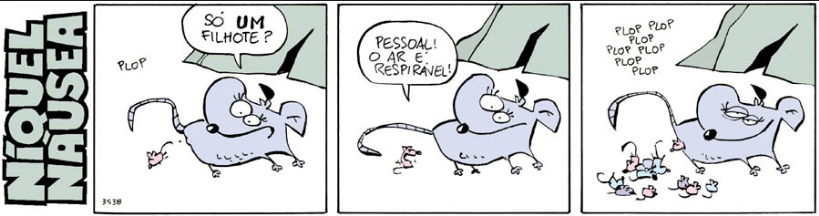 NÍQUEL
NÁUSEA
PLOP
SÓ UM
FILHOTE?
3538
PESSOAL!
O AR É
RESPIRÁVEL!
PLOP PLOP
PLOP
PLOP PLOP
PLOP
PLOP